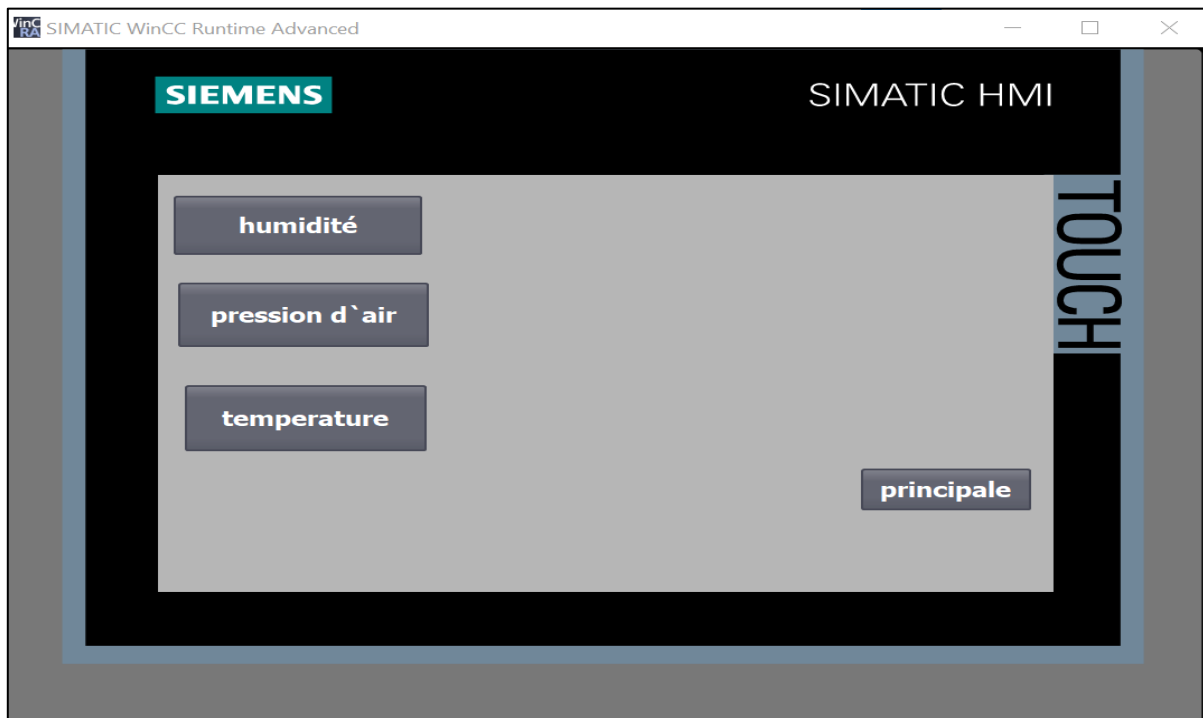 SIMATIC WinCC Runtime Advanced
SIEMENS
SIMATIC HMI
TOUCH
humidité
pression d`air
temperature
principale